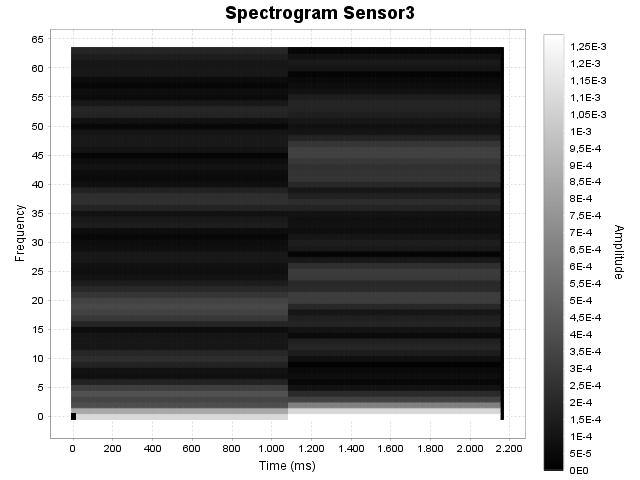 Spectrogram Sensor3
65
60
55
50
45
40
35
30
25
20
15
10
5
0
Frequency
0 200 400 600 800 1.000 1.200 1.400 1.600 1.800 2.000 2.200
Time (ms)
1,25E-3
1,2E-3
1,15E-3
1,1E-3
1,05E-3
1E-3
9,5E-4
9E-4
8,5E-4
8E-4
7,5E-4
7E-4
6,5E-4
6E-4
5,5E-4
5E-4
4,5E-4
4E-4
3,5E-4
3E-4
2,5E-4
2E-4
1,5E-4
1E-4
5E-5
0E0
Amplitude